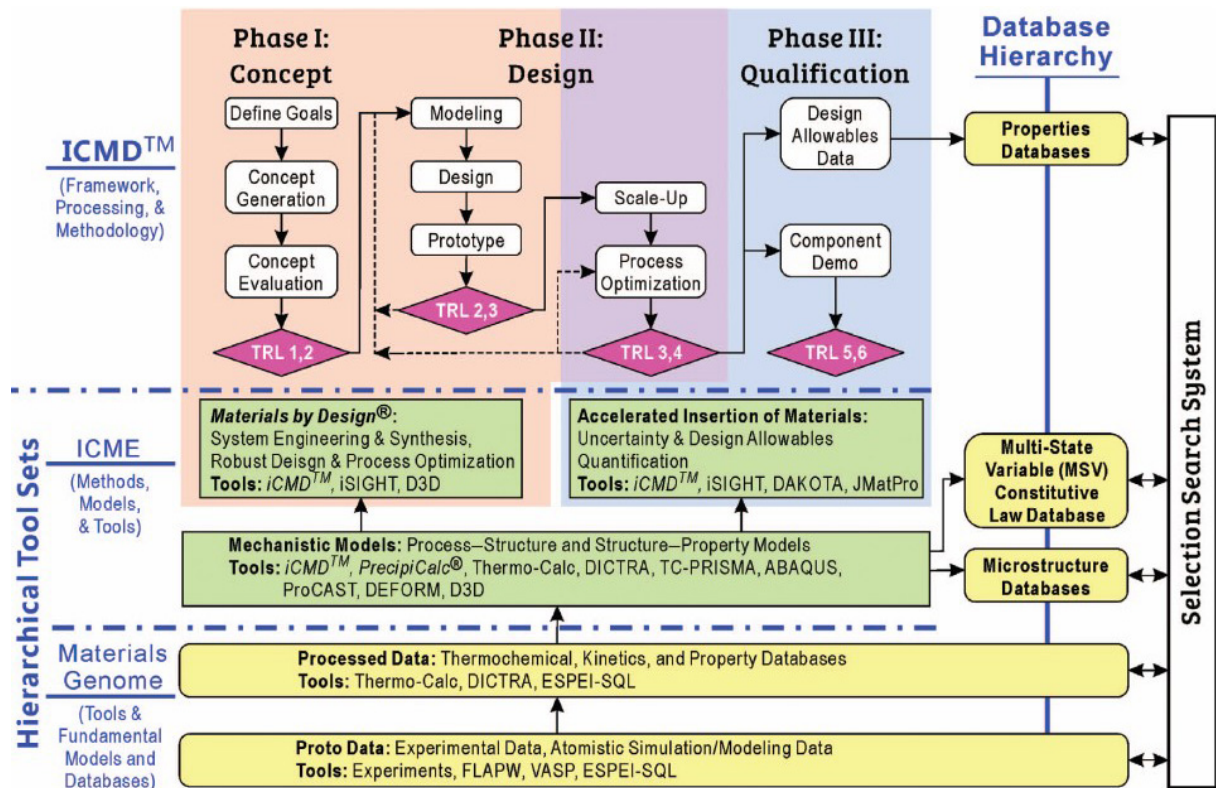 Phase I:
Concept
Phase II:
Design
Phase III:
Qualification
Database
Hierarchy
ICMD™
(Framework,
Processing, &
Methodology)
Define Goals
Concept
Generation
Concept
Evaluation
TRL 1,2
Modeling
Design
Prototype
TRL 2,3
Scale-Up
Process
Optimization
TRL 3,4
Design
Allowables
Data
Component
Demo
TRL 5,6
Properties
Databases
Selection Search System
Hierarchical Tool Sets
ICME
(Methods,
Models,
& Tools)
Materials by Design®:
System Engineering & Synthesis,
Robust Deisgn & Process Optimization
Tools: iCMD™, iSIGHT, D3D
Accelerated Insertion of Materials:
Uncertainty & Design Allowables
Quantification
Tools: iCMD™, iSIGHT, DAKOTA, JMatPro
Multi-State
Variable (MSV)
Constitutive
Law Database
Mechanistic Models: Process–Structure and Structure–Property Models
Tools: iCMD™, PrecipiCalc®, Thermo-Calc, DICTRA, TC-PRISMA, ABAQUS,
ProCAST, DEFORM, D3D
Microstructure
Databases
Materials
Genome
(Tools &
Fundamental
Models and
Databases)
Processed Data: Thermochemical, Kinetics, and Property Databases
Tools: Thermo-Calc, DICTRA, ESPEI-SQL
Proto Data: Experimental Data, Atomistic Simulation/Modeling Data
Tools: Experiments, FLAPW, VASP, ESPEI-SQL